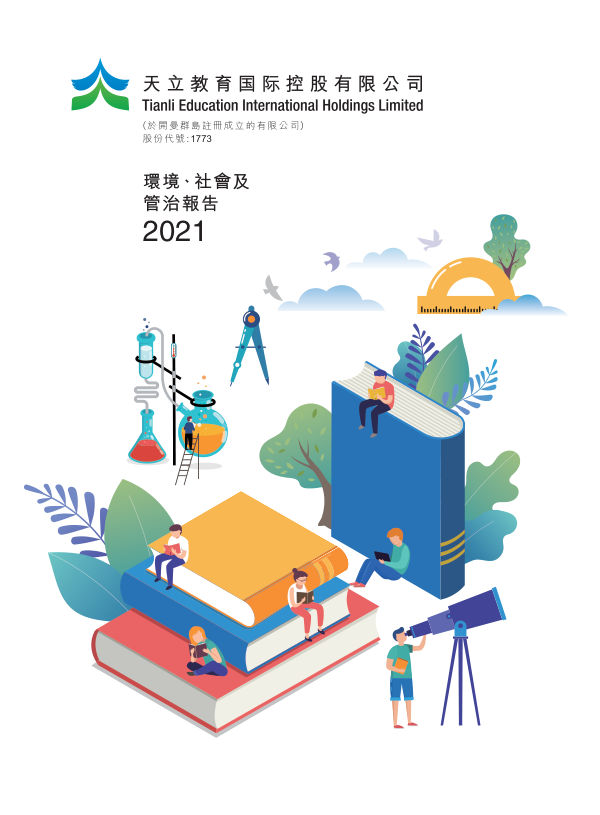 天立教育国际控股有限公司
Tianli Education International Holdings Limited
(於開曼群島註冊成立的有限公司)
股份代號:1773
環境、社會及
管治報告
2021